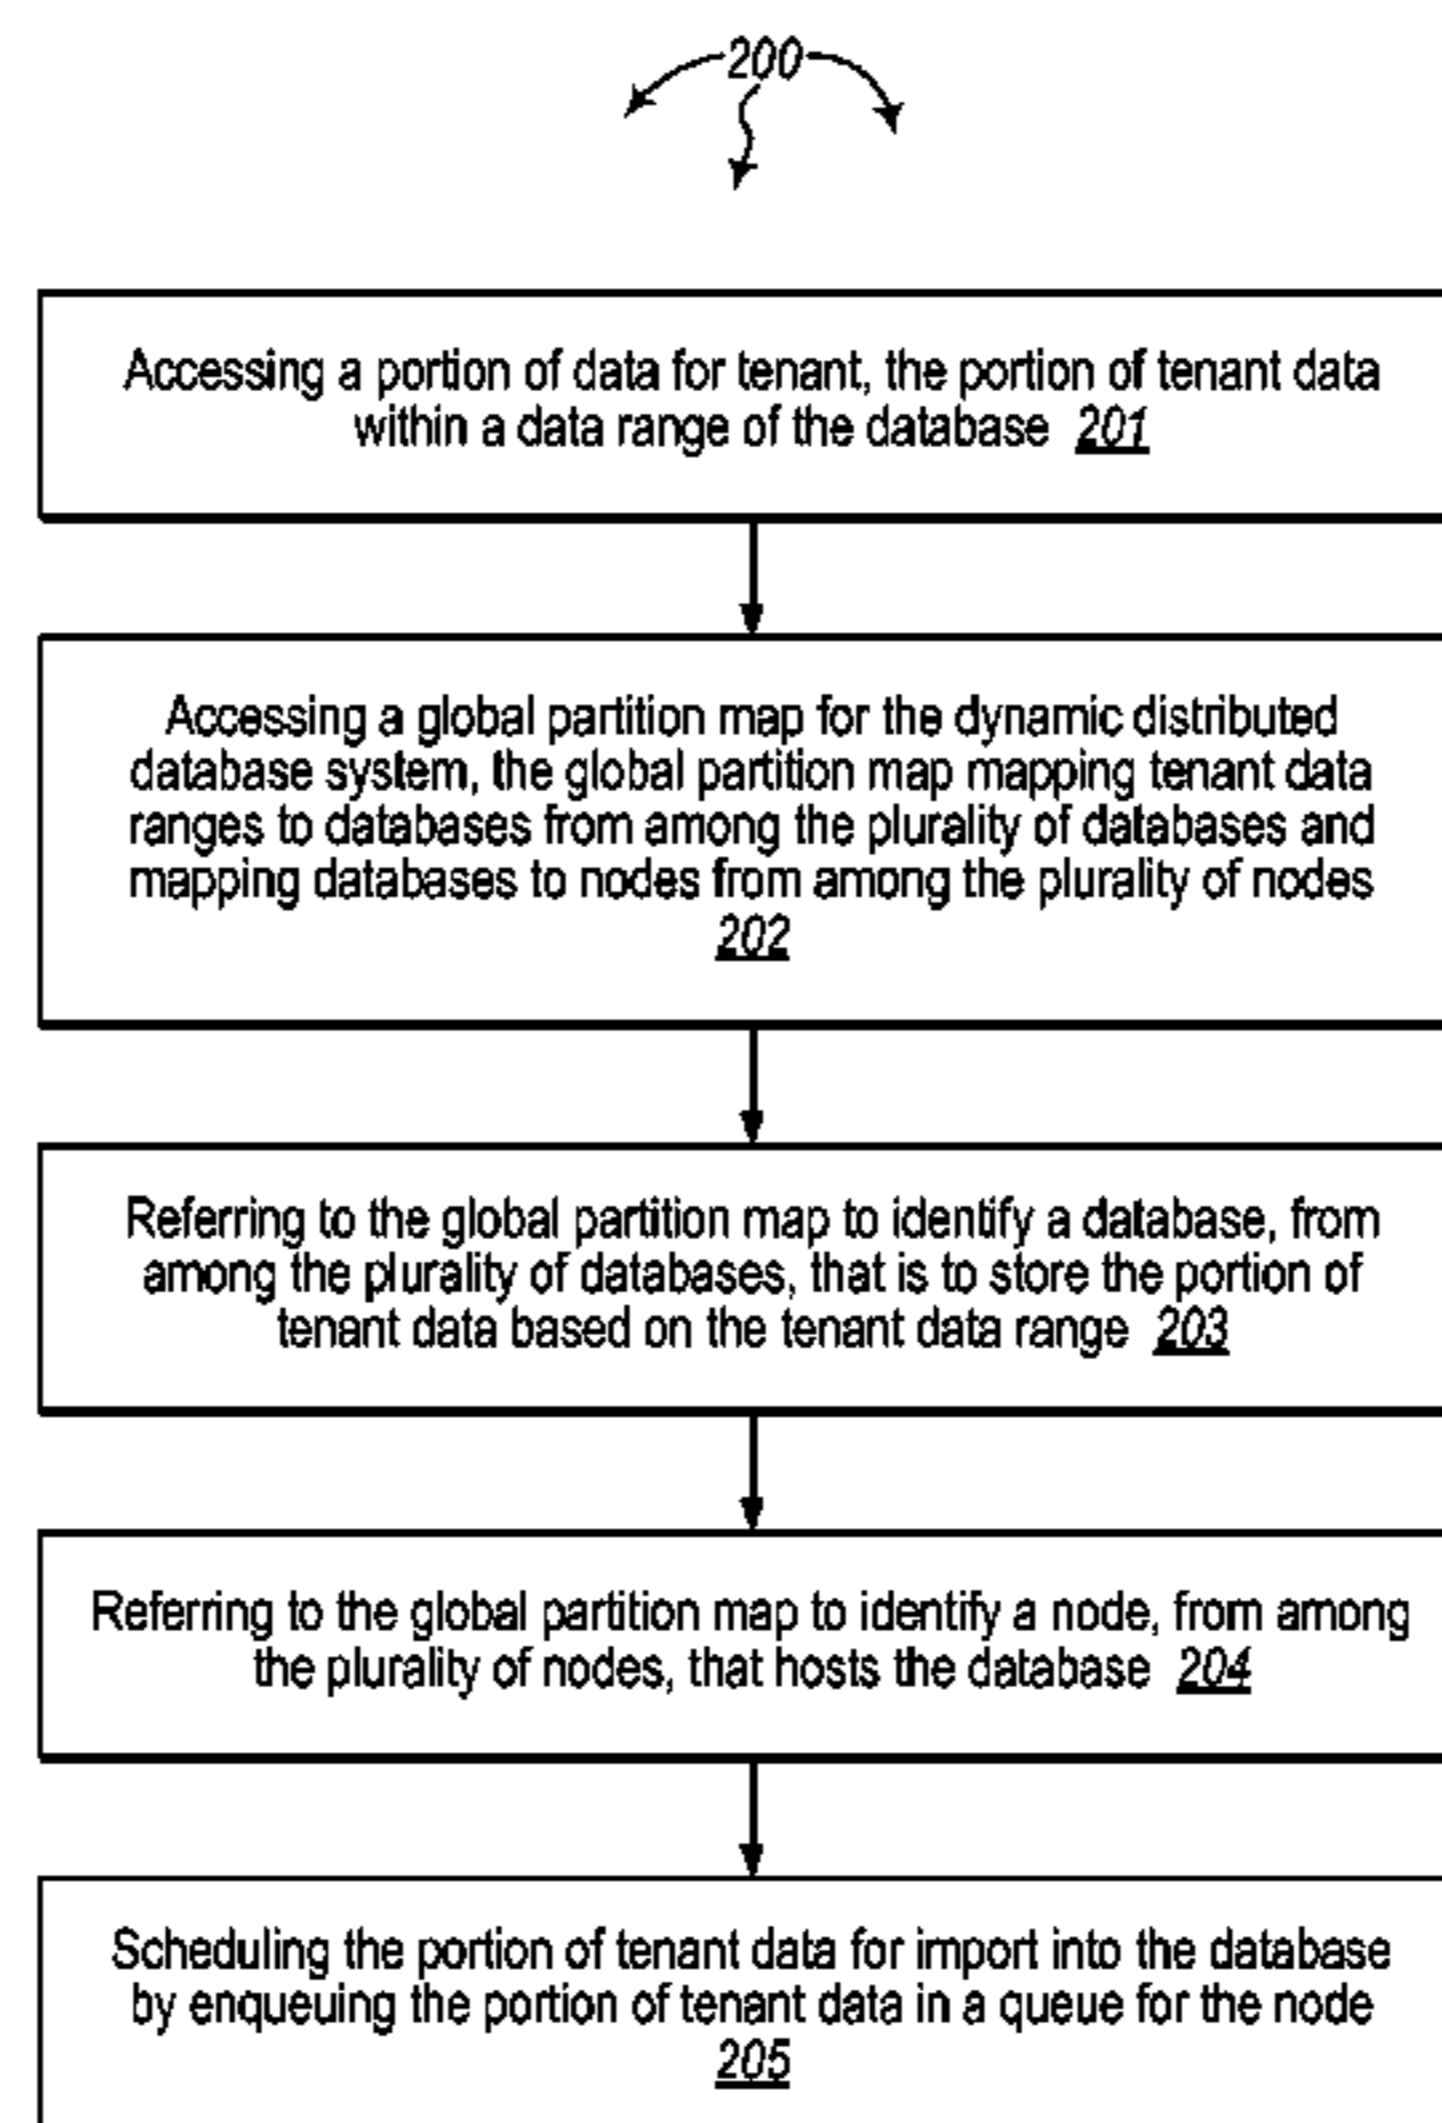 200
Accessing a portion of data for tenant, the portion of tenant data
within a data range of the database 201
Accessing a global partition map for the dynamic distributed
database system, the global partition map mapping tenant data
ranges to databases from among the plurality of databases and
mapping databases to nodes from among the plurality of nodes
202
Referring to the global partition map to identify a database, from
among the plurality of databases, that is to store the portion of
tenant data based on the tenant data range 203
Referring to the global partition map to identify a node, from among
the plurality of nodes, that hosts the database 204
Scheduling the portion of tenant data for import into the database
by enqueuing the portion of tenant data in a queue for the node
205